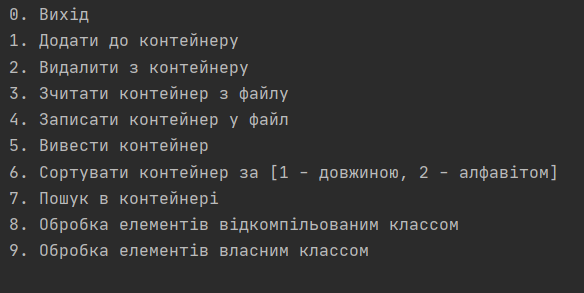 0. Вихід
1. Додати до контейнеру
2. Видалити з контейнеру
3. Зчитати контейнер з файлу
4. Записати контейнер у файл
5. Вивести контейнер
6. Сортувати контейнер за [1 - довжиною, 2 - алфавітом]
7. Пошук в контейнері
8. Обробка елементів відкомпільованим классом
9. Обробка елементів власним классом